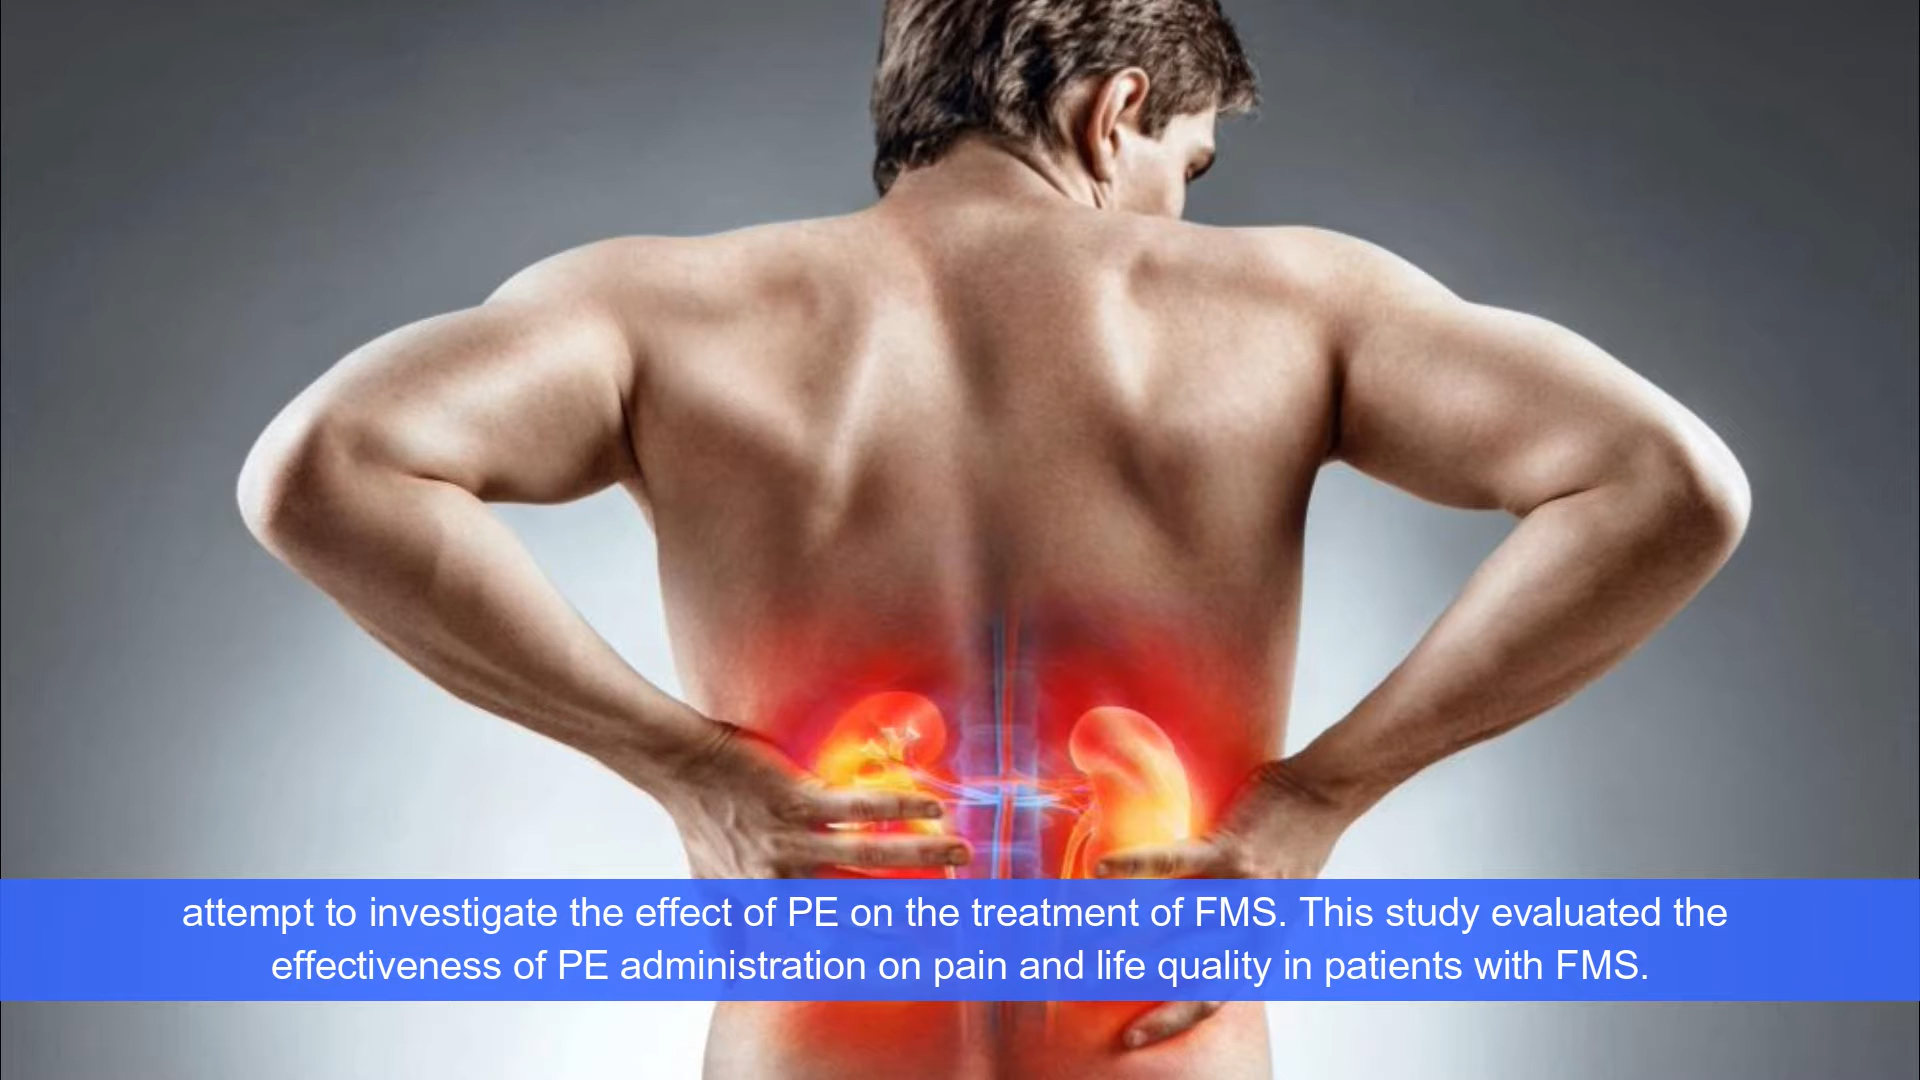 attempt to investigate the effect of PE on the treatment of FMS. This study evaluated the
effectiveness of PE administration on pain and life quality in patients with FMS.